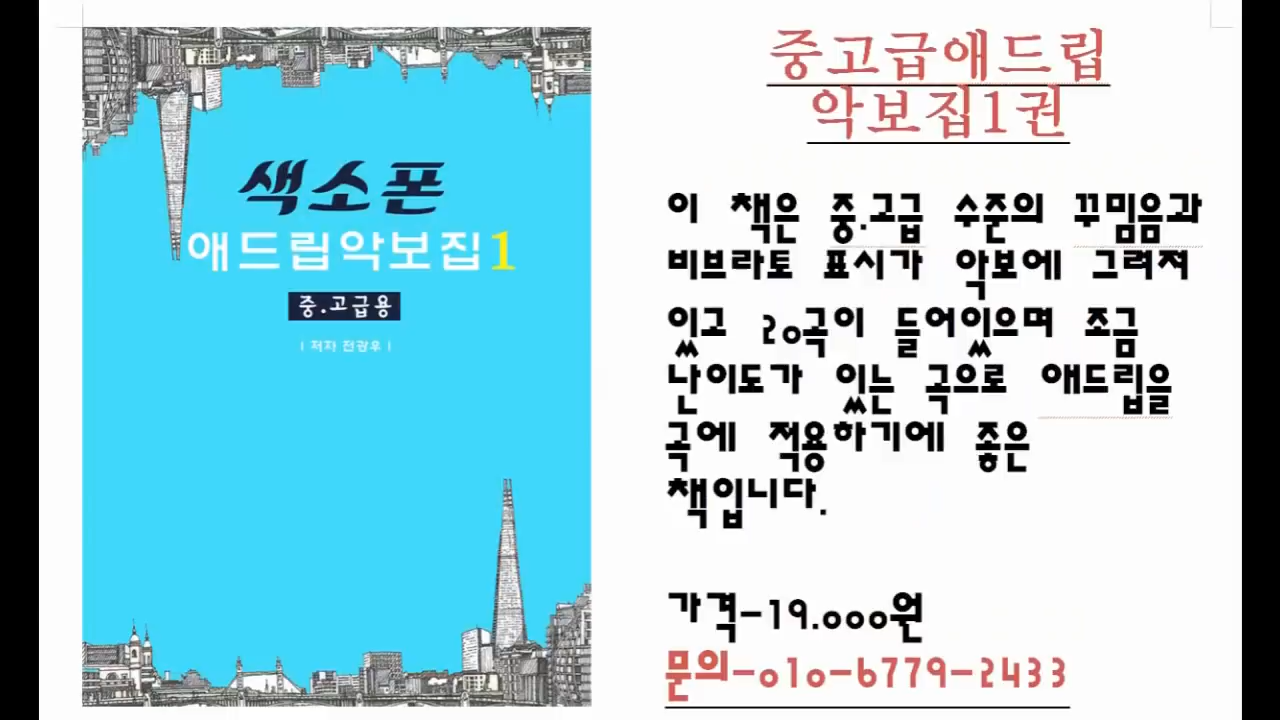 색소폰
애드립악보집1
중.고급용
| 저자 전광우 |
중고급애드립
악보집1권
이 책은 중.고급 수준의 꾸밈음과
비브라토 표시가 악보에 그려져
있고 20곡이 들어있으며 조금
난이도가 있는 곡으로 애드립을
곡에 적용하기에 좋은
책입니다.
가격-19.000원
문의-010-6779-2433